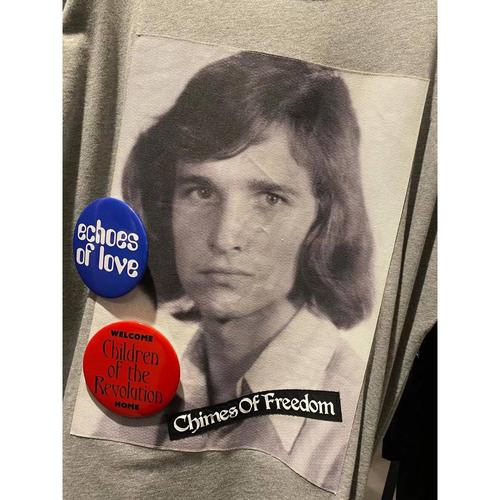 echoes
of love
WELCOME
Children
of the
Revolution
HOME
Chimes Of Freedom